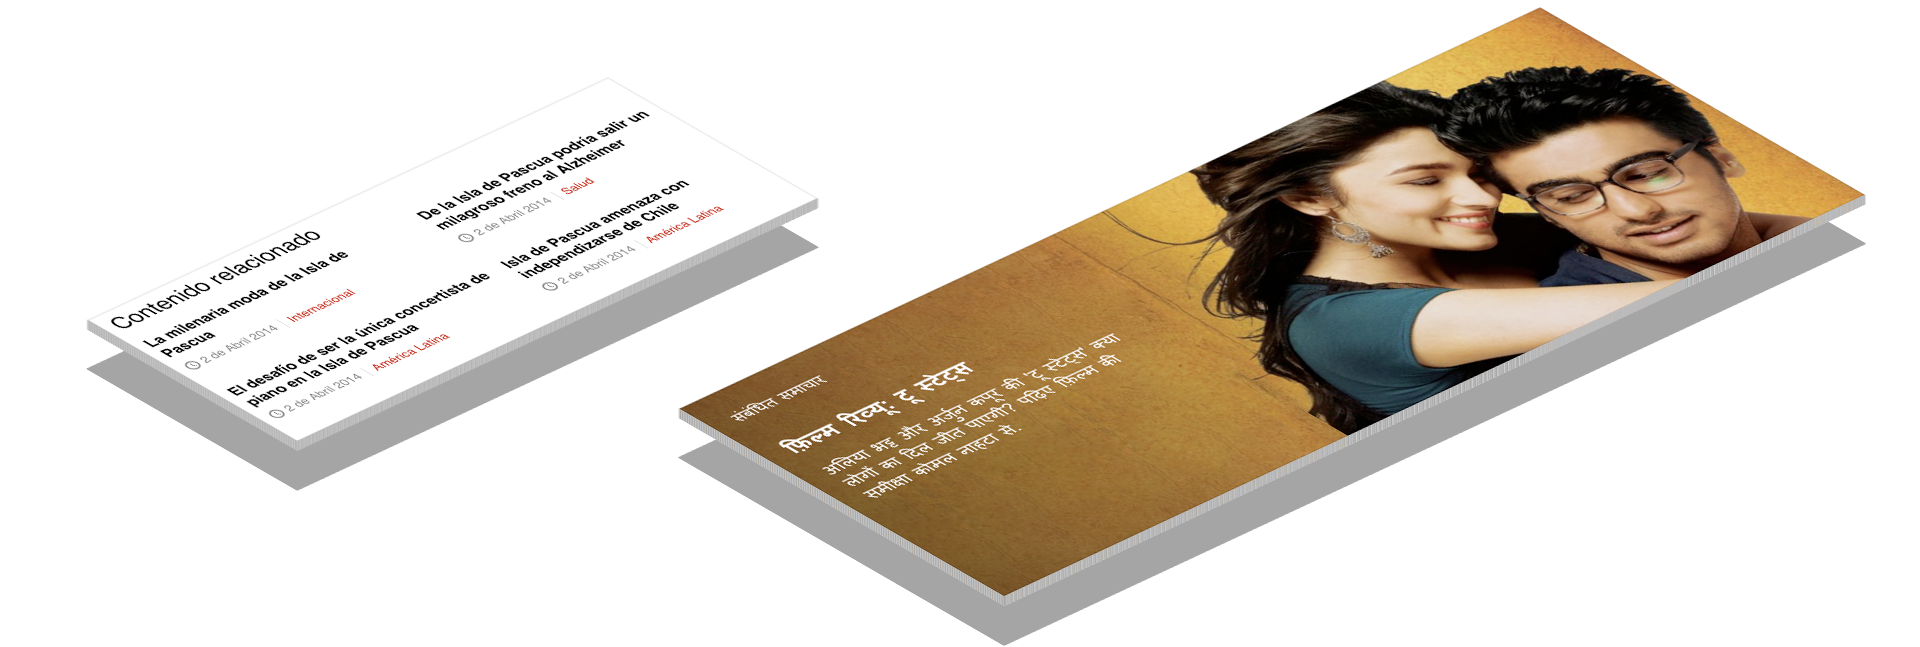 Contenido relacionado
La milenaria moda de la Isla de
Pascua
2 de Abril 2014 | Internacional
El desafío de ser la única concertista de
piano en la Isla de Pascua
2 de Abril 2014 | América Latina
De la Isla de Pascua podría salir un
milagroso freno al Alzheimer
2 de Abril 2014 | Salud
Isla de Pascua amenaza con
independizarse de Chile
2 de Abril 2014 | América Latina
संबंधित समाचार
फ़िल्म रिव्यू: टू स्टेट्स
अलिया भट्ट और अर्जुन कपूर की 'टू स्टेट्स' क्या
लोगों का दिल जीत पाएगी? पढ़िए फ़िल्म की
समीक्षा कोमल नाहटा से.